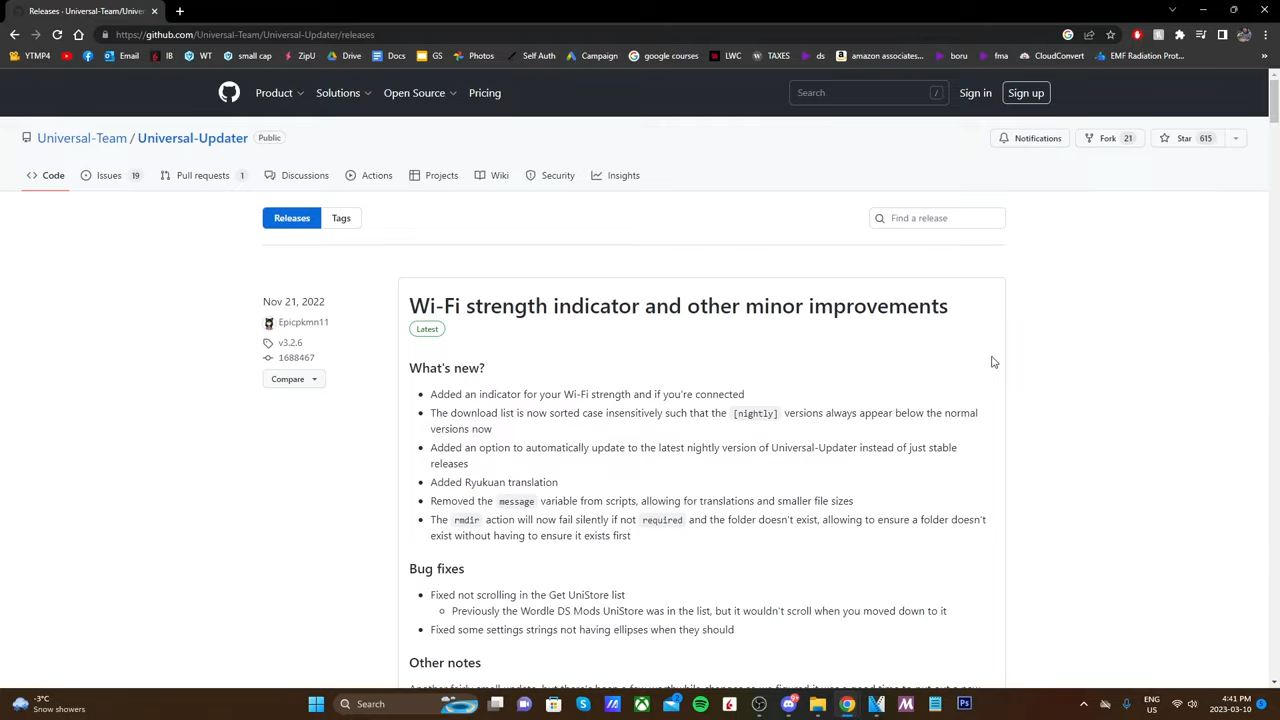 Releases · Universal-Team/Univer
https://github.com/Universal-Team/Universal-Updater/releases
YTMP4
IB
WT
small cap
ZipU
Drive
Docs
GS
Photos
Self Auth
Campaign
google courses
LWC
TAXES
ds
amazon associates...
boru
fma
CloudConvert
EMF Radiation Prote...
Product
Solutions
Open Source
Pricing
Search /
Sign in
Sign up
Universal-Team / Universal-Updater Public
Notifications
Fork 21
Star 615
Code
Issues 19
Pull requests 1
Discussions
Actions
Projects
Wiki
Security
Insights
Releases
Tags
Find a release
Nov 21, 2022
Epicpkmn11
v3.2.6
1688467
Compare
Wi-Fi strength indicator and other minor improvements
Latest
What's new?
Added an indicator for your Wi-Fi strength and if you're connected
The download list is now sorted case insensitively such that the [nightly] versions always appear below the normal
versions now
Added an option to automatically update to the latest nightly version of Universal-Updater instead of just stable
releases
Added Ryukuan translation
Removed the message variable from scripts, allowing for translations and smaller file sizes
The rmdir action will now fail silently if not required and the folder doesn't exist, allowing to ensure a folder doesn't
exist without having to ensure it exists first
Bug fixes
Fixed not scrolling in the Get UniStore list
Previously the Wordle DS Mods UniStore was in the list, but it wouldn't scroll when you moved down to it
Fixed some settings strings not having ellipses when they should
Other notes
-3°C
Snow showers
Search
ENG
US
4:41 PM
2023-03-10